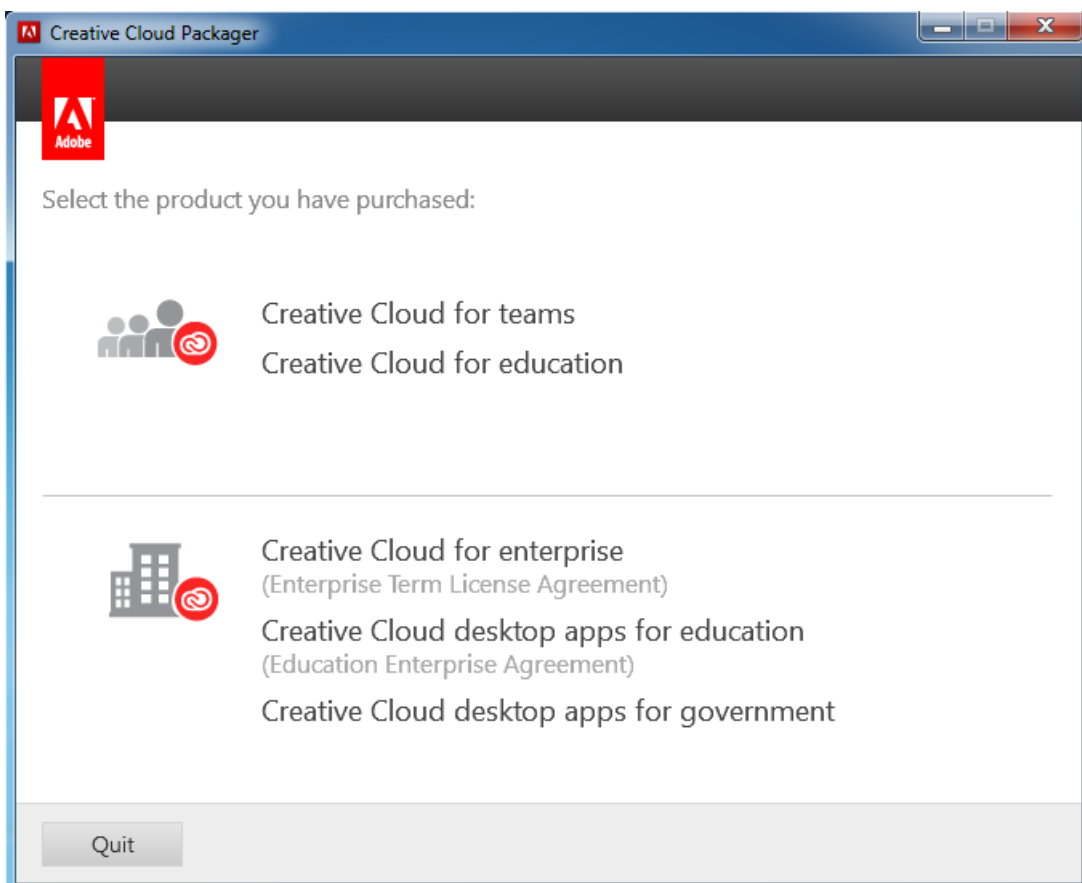 Creative Cloud Packager
Adobe
Select the product you have purchased:
Creative Cloud for teams
Creative Cloud for education
Creative Cloud for enterprise
(Enterprise Term License Agreement)
Creative Cloud desktop apps for education
(Education Enterprise Agreement)
Creative Cloud desktop apps for government
Quit